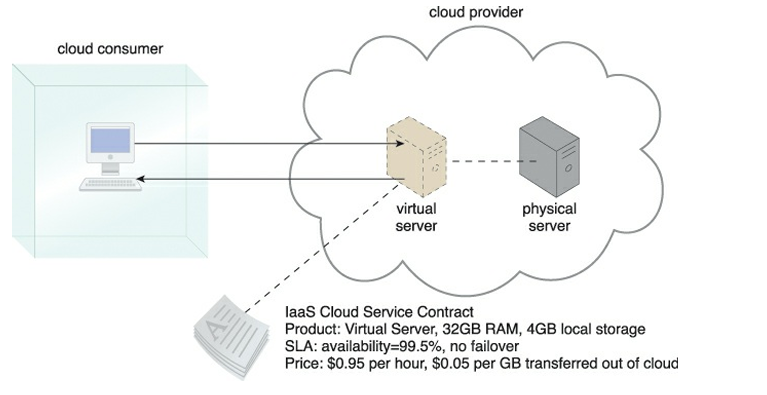 cloud provider
cloud consumer
virtual
server
physical
server
IaaS Cloud Service Contract
Product: Virtual Server, 32GB RAM, 4GB local storage
SLA: availability=99.5%, no failover
Price: $0.95 per hour, $0.05 per GB transferred out of cloud
A